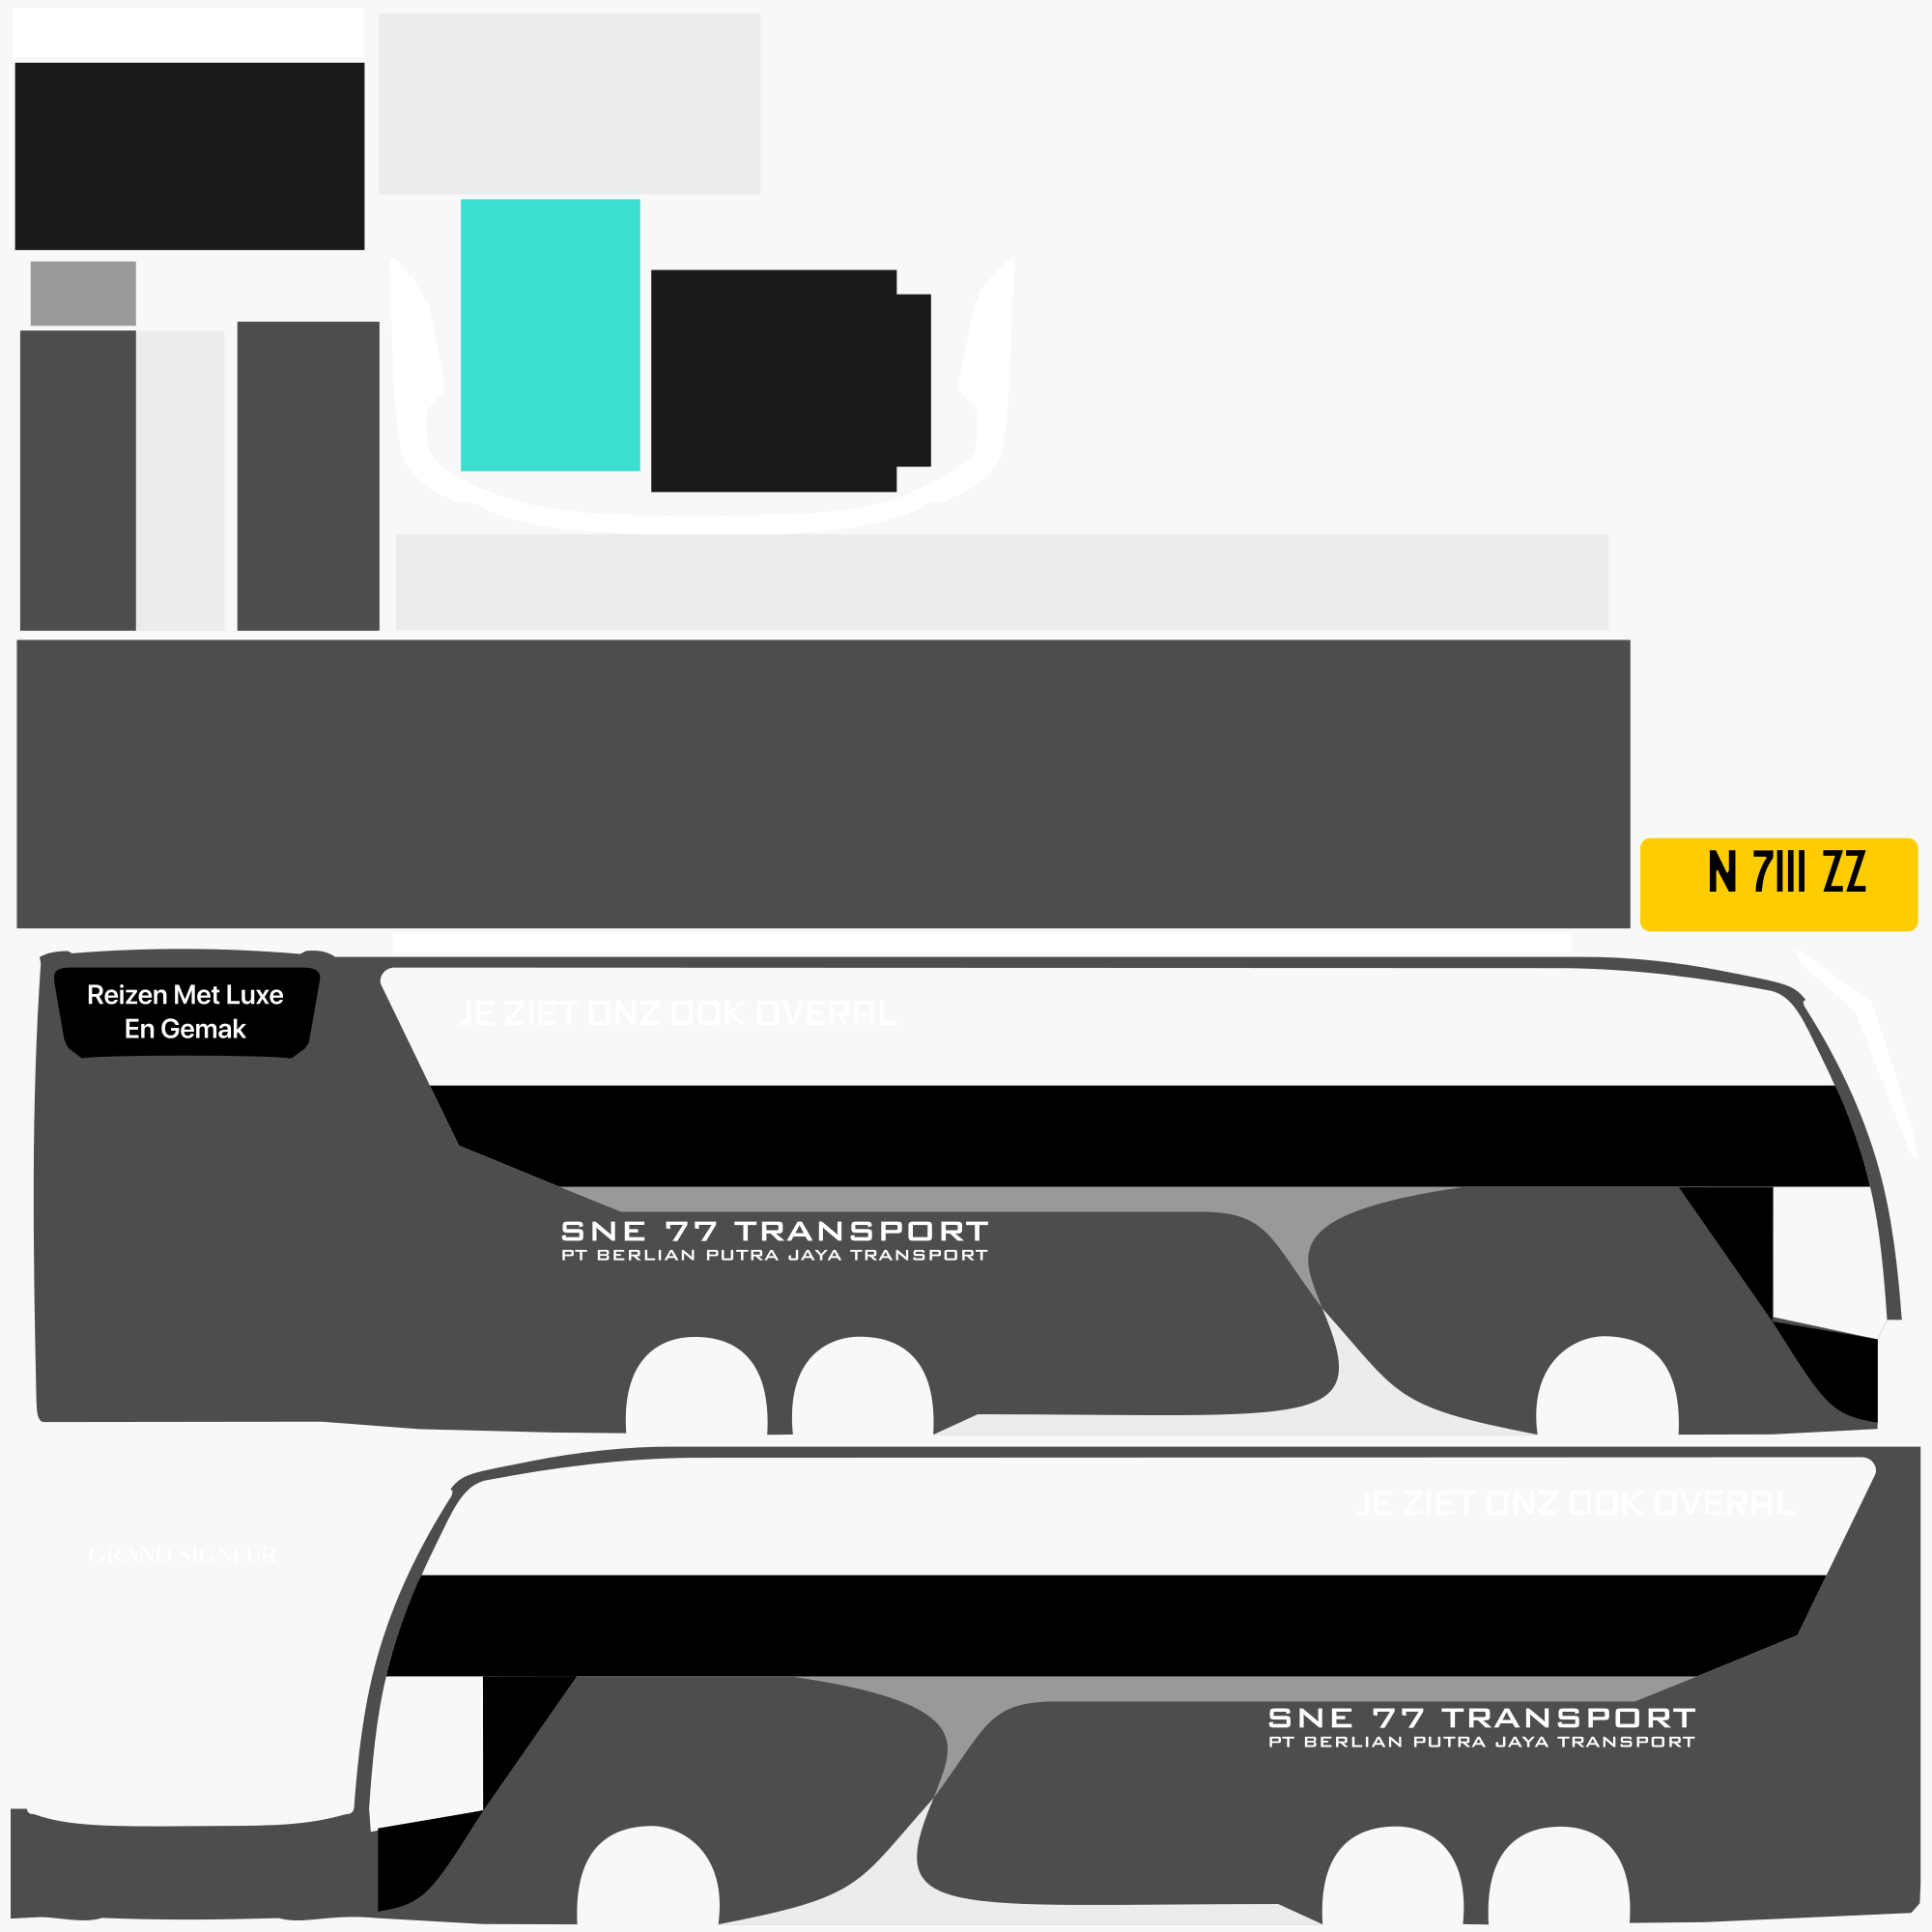 N 7111 ZZ
Reizen Met Luxe
En Gemak
JE ZIET ONZ OOK OVERAL
SNE 77 TRANSPORT
PT BERLIAN PUTRA JAYA TRANSPORT
JE ZIET ONZ OOK OVERAL
GRAND SIGNEUR
SNE 77 TRANSPORT
PT BERLIAN PUTRA JAYA TRANSPORT